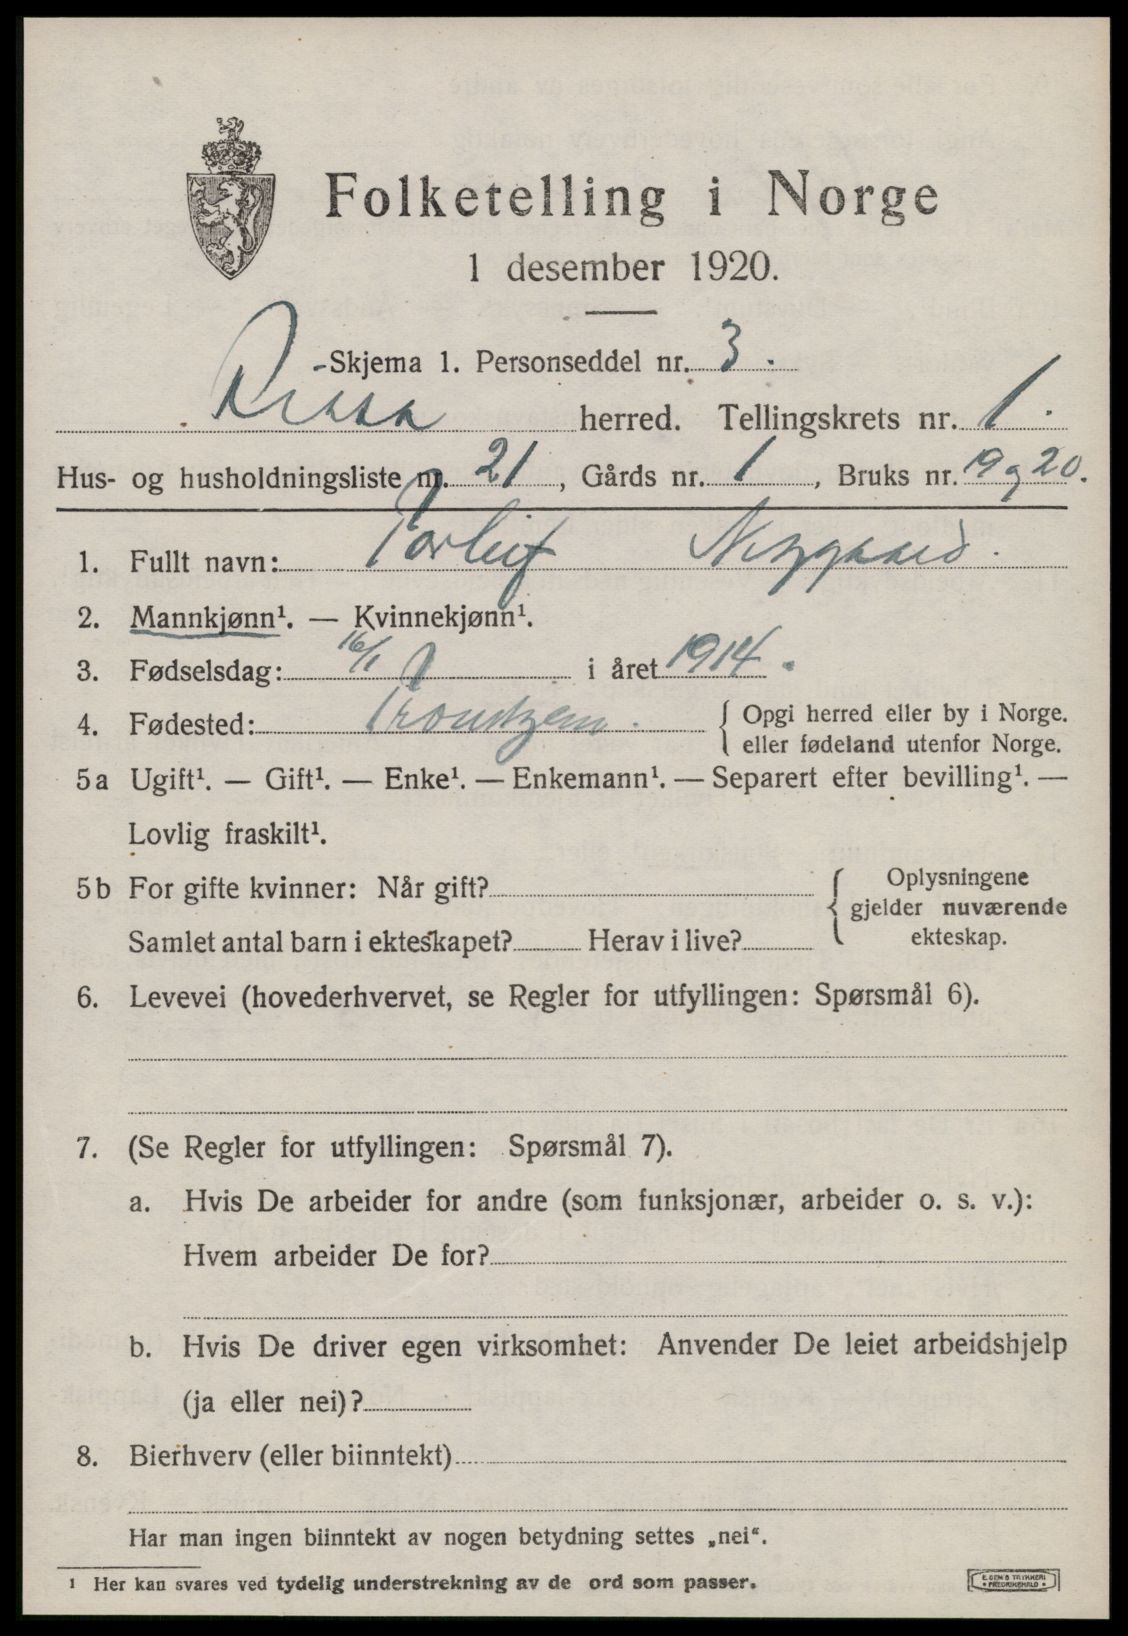 Folketelling i Norge
1 desember 1920.
Skjema 1. Personseddel nr. 3.
Rissa herred. Tellingskrets nr. 1.
Hus- og husholdningsliste nr. 21, Gårds nr. 1, Bruks nr. 19 og 20.
1. Fullt navn: Torleif Nygaard.
2. Mannkjønn¹. — Kvinnekjønn¹.
3. Fødselsdag: 16/1 i året 1914.
4. Fødested: Trondhjem. { Opgi herred eller by i Norge.
eller fødeland utenfor Norge.
5 a Ugift¹. — Gift¹. — Enke¹. — Enkemann¹. — Separert efter bevilling¹. —
Lovlig fraskilt¹.
5 b For gifte kvinner: Når gift? { Oplysningene
gjelder nuværende
Samlet antal barn i ekteskapet? Herav i live? ekteskap.
6. Levevei (hovederhvervet, se Regler for utfyllingen: Spørsmål 6).
7. (Se Regler for utfyllingen: Spørsmål 7).
a. Hvis De arbeider for andre (som funksjonær, arbeider o. s. v.):
Hvem arbeider De for?
b. Hvis De driver egen virksomhet: Anvender De leiet arbeidshjelp
(ja eller nei)?
8. Bierhverv (eller biinntekt)
Har man ingen biinntekt av nogen betydning settes „nei“.
¹ Her kan svares ved tydelig understrekning av de ord som passer.